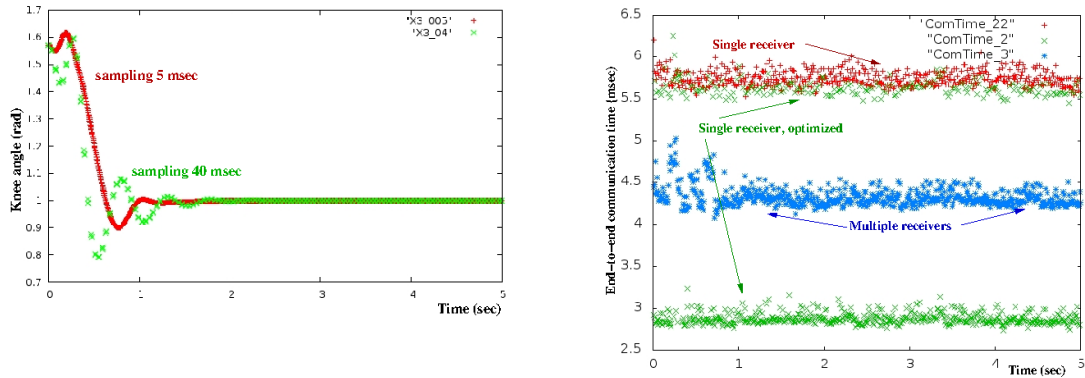 1.7
1.6
1.5
1.4
1.3
1.2
1.1
1
0.9
0.8
0.7
0
1
2
3
4
5
Knee angle (rad)
Time (sec)
'X3_005'
'X3_04'
sampling 5 msec
sampling 40 msec
6.5
6
5.5
5
4.5
4
3.5
3
2.5
0
1
2
3
4
5
End-to-end communication time (msec)
Time (sec)
'ComTime_22"
"ComTime_2"
"ComTime_3"
Single receiver
Single receiver, optimized
Multiple receivers